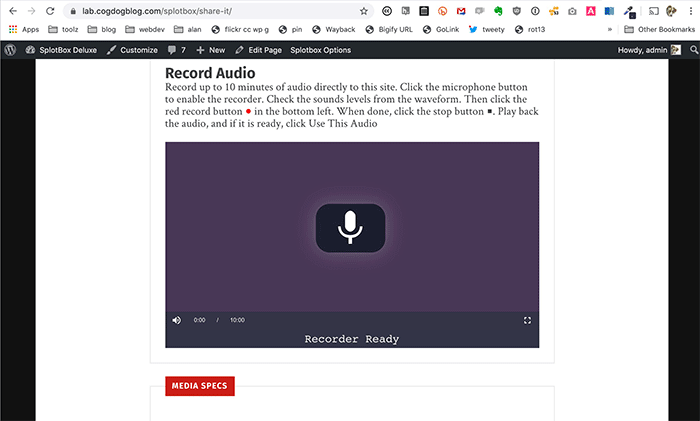 lab.cogdogblog.com/splotbox/share-it/
Apps toolz blog webdev alan flickr cc wp g pin Wayback Bigify URL GoLink tweety rot13 » Other Bookmarks
SplotBox Deluxe Customize 7 + New Edit Page Splotbox Options Howdy, admin
Record Audio
Record up to 10 minutes of audio directly to this site. Click the microphone button
to enable the recorder. Check the sounds levels from the waveform. Then click the
red record button in the bottom left. When done, click the stop button . Play back
the audio, and if it is ready, click Use This Audio
0:00 / 10:00
Recorder Ready
MEDIA SPECS